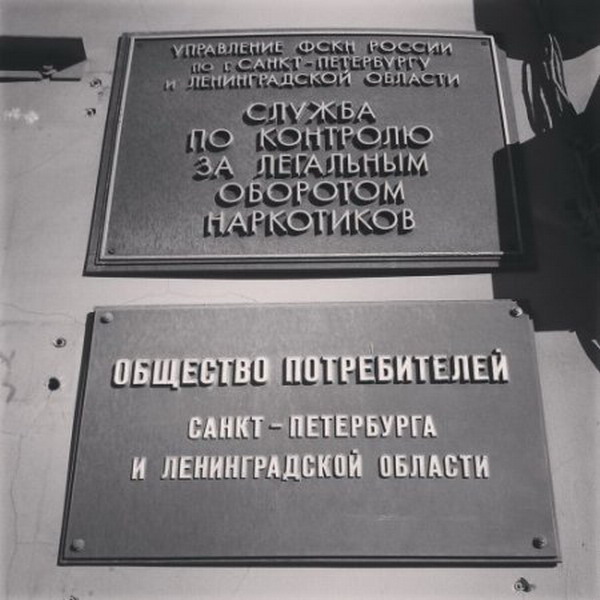 УПРАВЛЕНИЕ ФСКН РОССИИ
ПО Г. САНКТ-ПЕТЕРБУРГУ
И ЛЕНИНГРАДСКОЙ ОБЛАСТИ
СЛУЖБА
ПО КОНТРОЛЮ
ЗА ЛЕГАЛЬНЫМ
ОБОРОТОМ
НАРКОТИКОВ
ОБЩЕСТВО ПОТРЕБИТЕЛЕЙ
САНКТ-ПЕТЕРБУРГА
И ЛЕНИНГРАДСКОЙ ОБЛАСТИ